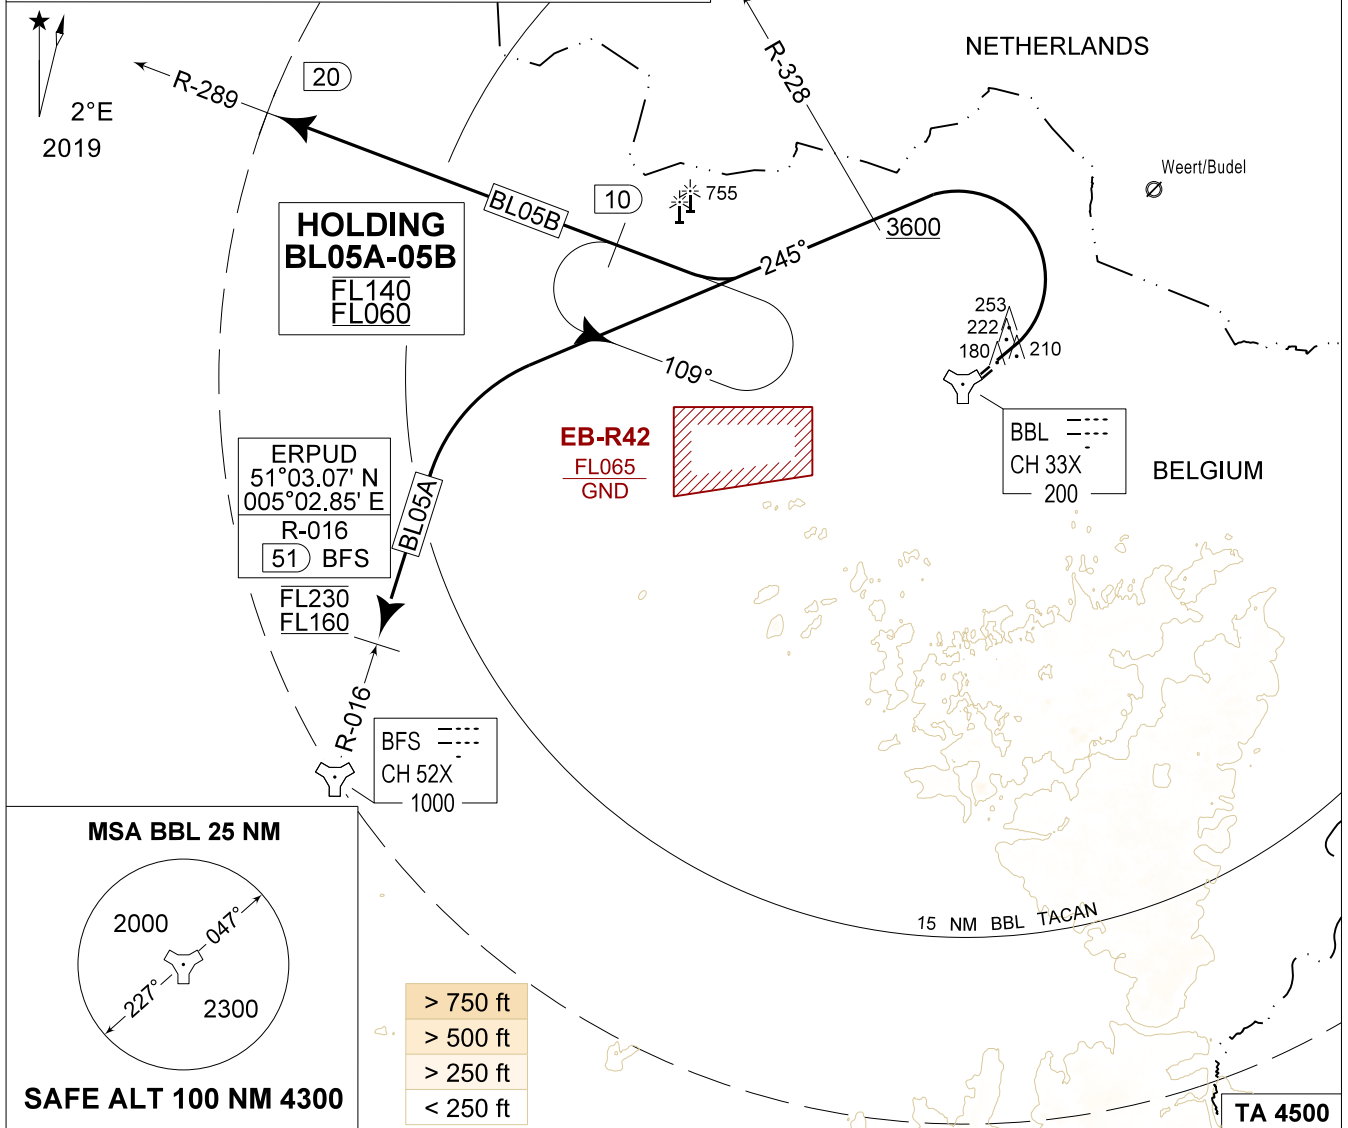 NETHERLANDS
R-328
20
R-289
2°E
2019
Weert/Budel
10
755
BL05B
3600
HOLDING
BL05A-05B
FL140
FL060
245°
253
222
180
210
109°
BBL
CH 33X
200
BELGIUM
EB-R42
FL065
GND
ERPUD
51°03.07' N
005°02.85' E
R-016
51 BFS
BL05A
FL230
FL160
R-016
BFS
CH 52X
1000
MSA BBL 25 NM
2000
047°
227°
2300
SAFE ALT 100 NM 4300
15 NM BBL TACAN
> 750 ft
> 500 ft
> 250 ft
< 250 ft
TA 4500